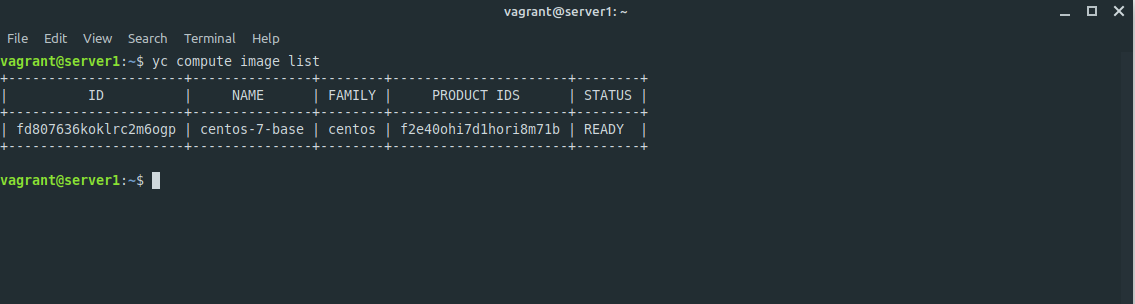 vagrant@server1: ~
File Edit View Search Terminal Help
vagrant@server1:~$ yc compute image list
+----------------------+---------------+--------+----------------------+--------+
|          ID          |     NAME      | FAMILY |     PRODUCT IDS      | STATUS |
+----------------------+---------------+--------+----------------------+--------+
| fd807636koklrc2m6ogp | centos-7-base | centos | f2e40ohi7d1hori8m71b | READY  |
+----------------------+---------------+--------+----------------------+--------+
vagrant@server1:~$